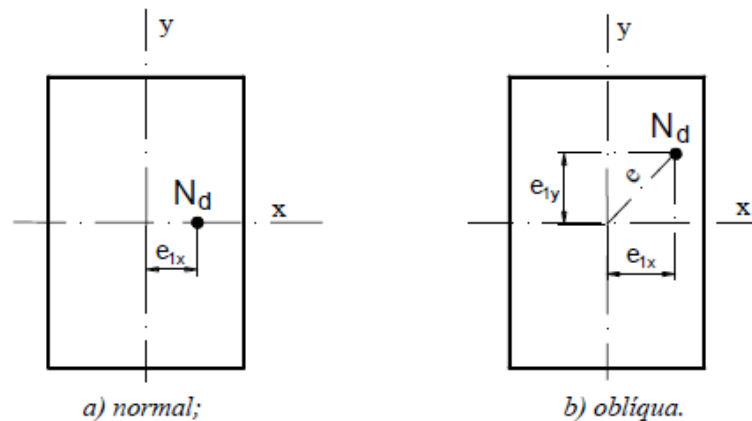 y
N_d
x
e_1x
a) normal;
y
N_d
e
e_1y
x
e_1x
b) oblíqua.